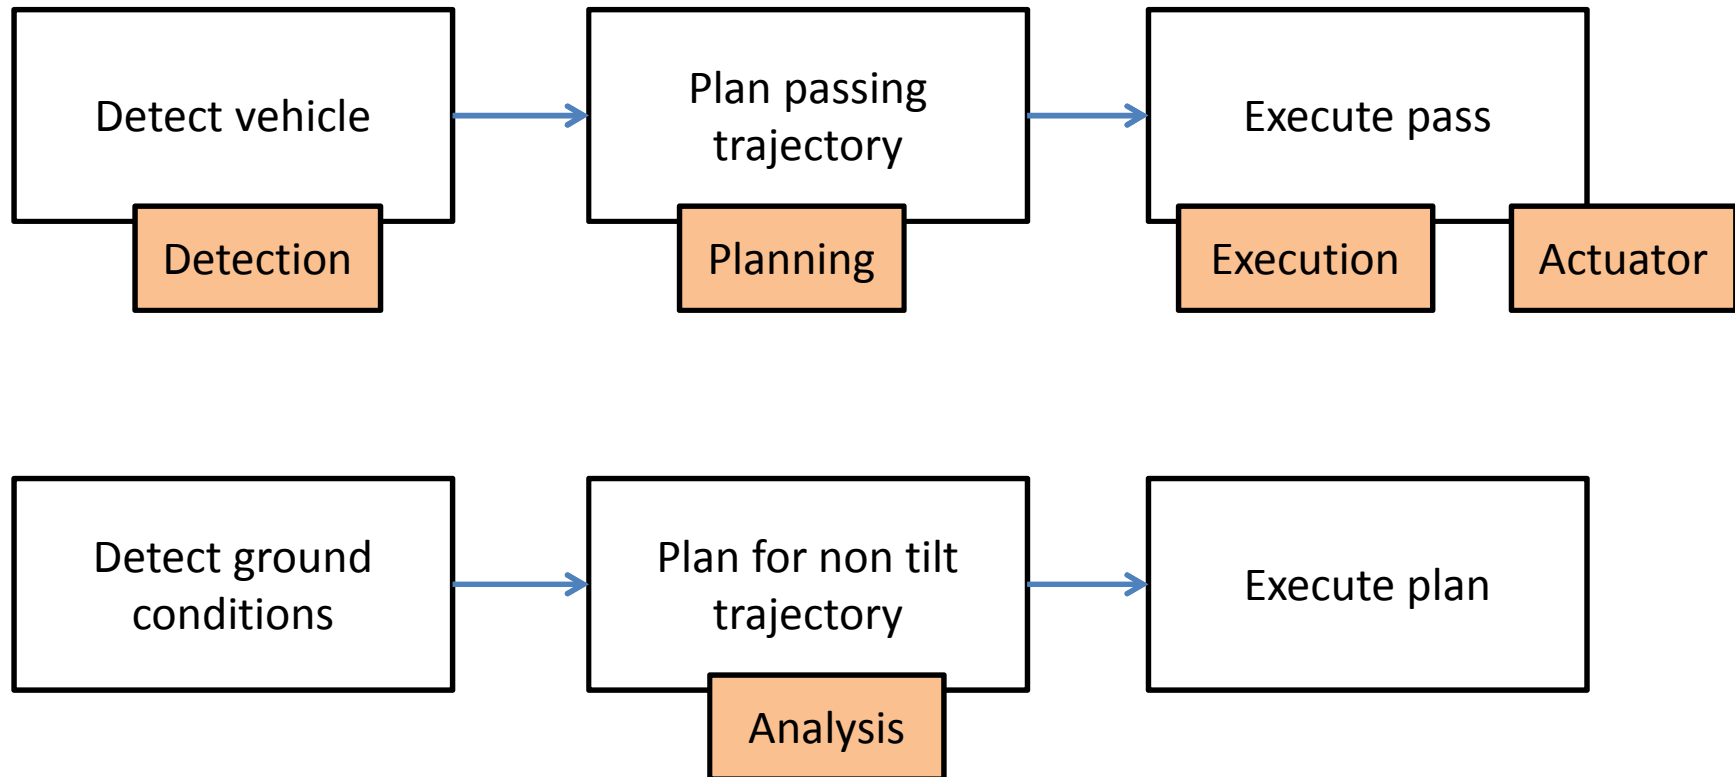 Detect vehicle
Plan passing
trajectory
Execute pass
Detection
Planning
Execution
Actuator
Detect ground
conditions
Plan for non tilt
trajectory
Execute plan
Analysis